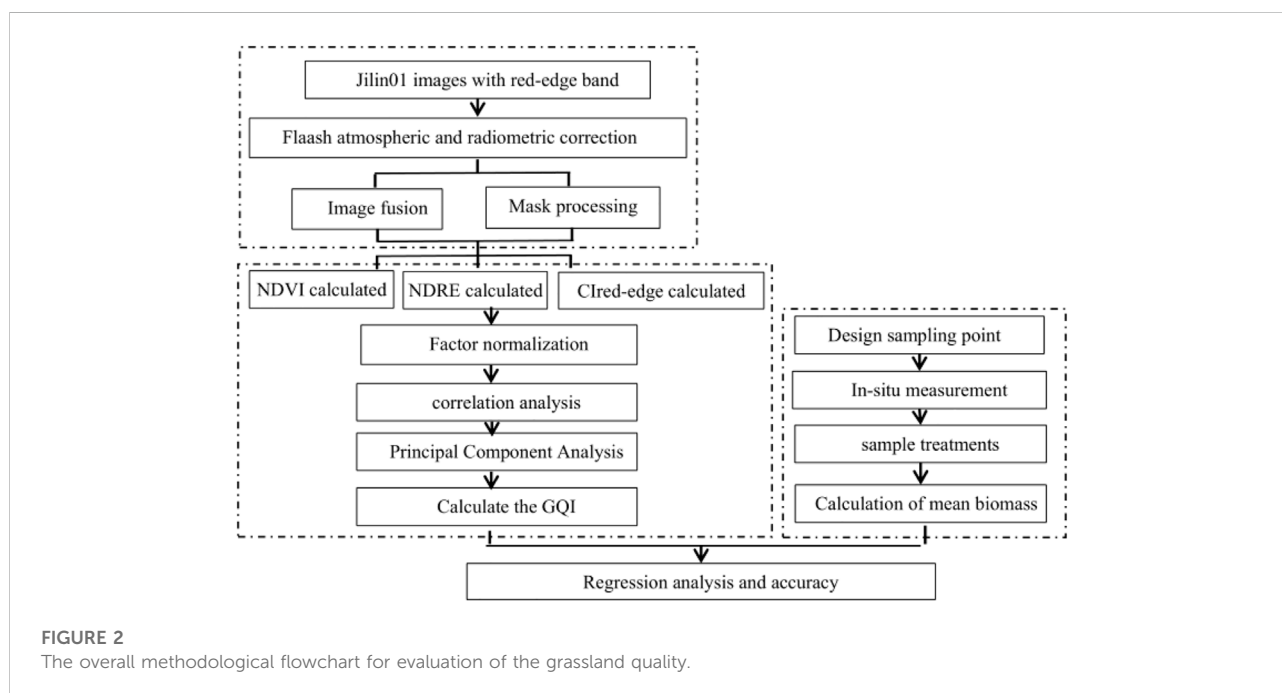 Jilin01 images with red-edge band
Flaash atmospheric and radiometric correction
Image fusion
Mask processing
NDVI calculated
NDRE calculated
CIred-edge calculated
Factor normalization
correlation analysis
Principal Component Analysis
Calculate the GQI
Design sampling point
In-situ measurement
sample treatments
Calculation of mean biomass
Regression analysis and accuracy
FIGURE 2
The overall methodological flowchart for evaluation of the grassland quality.